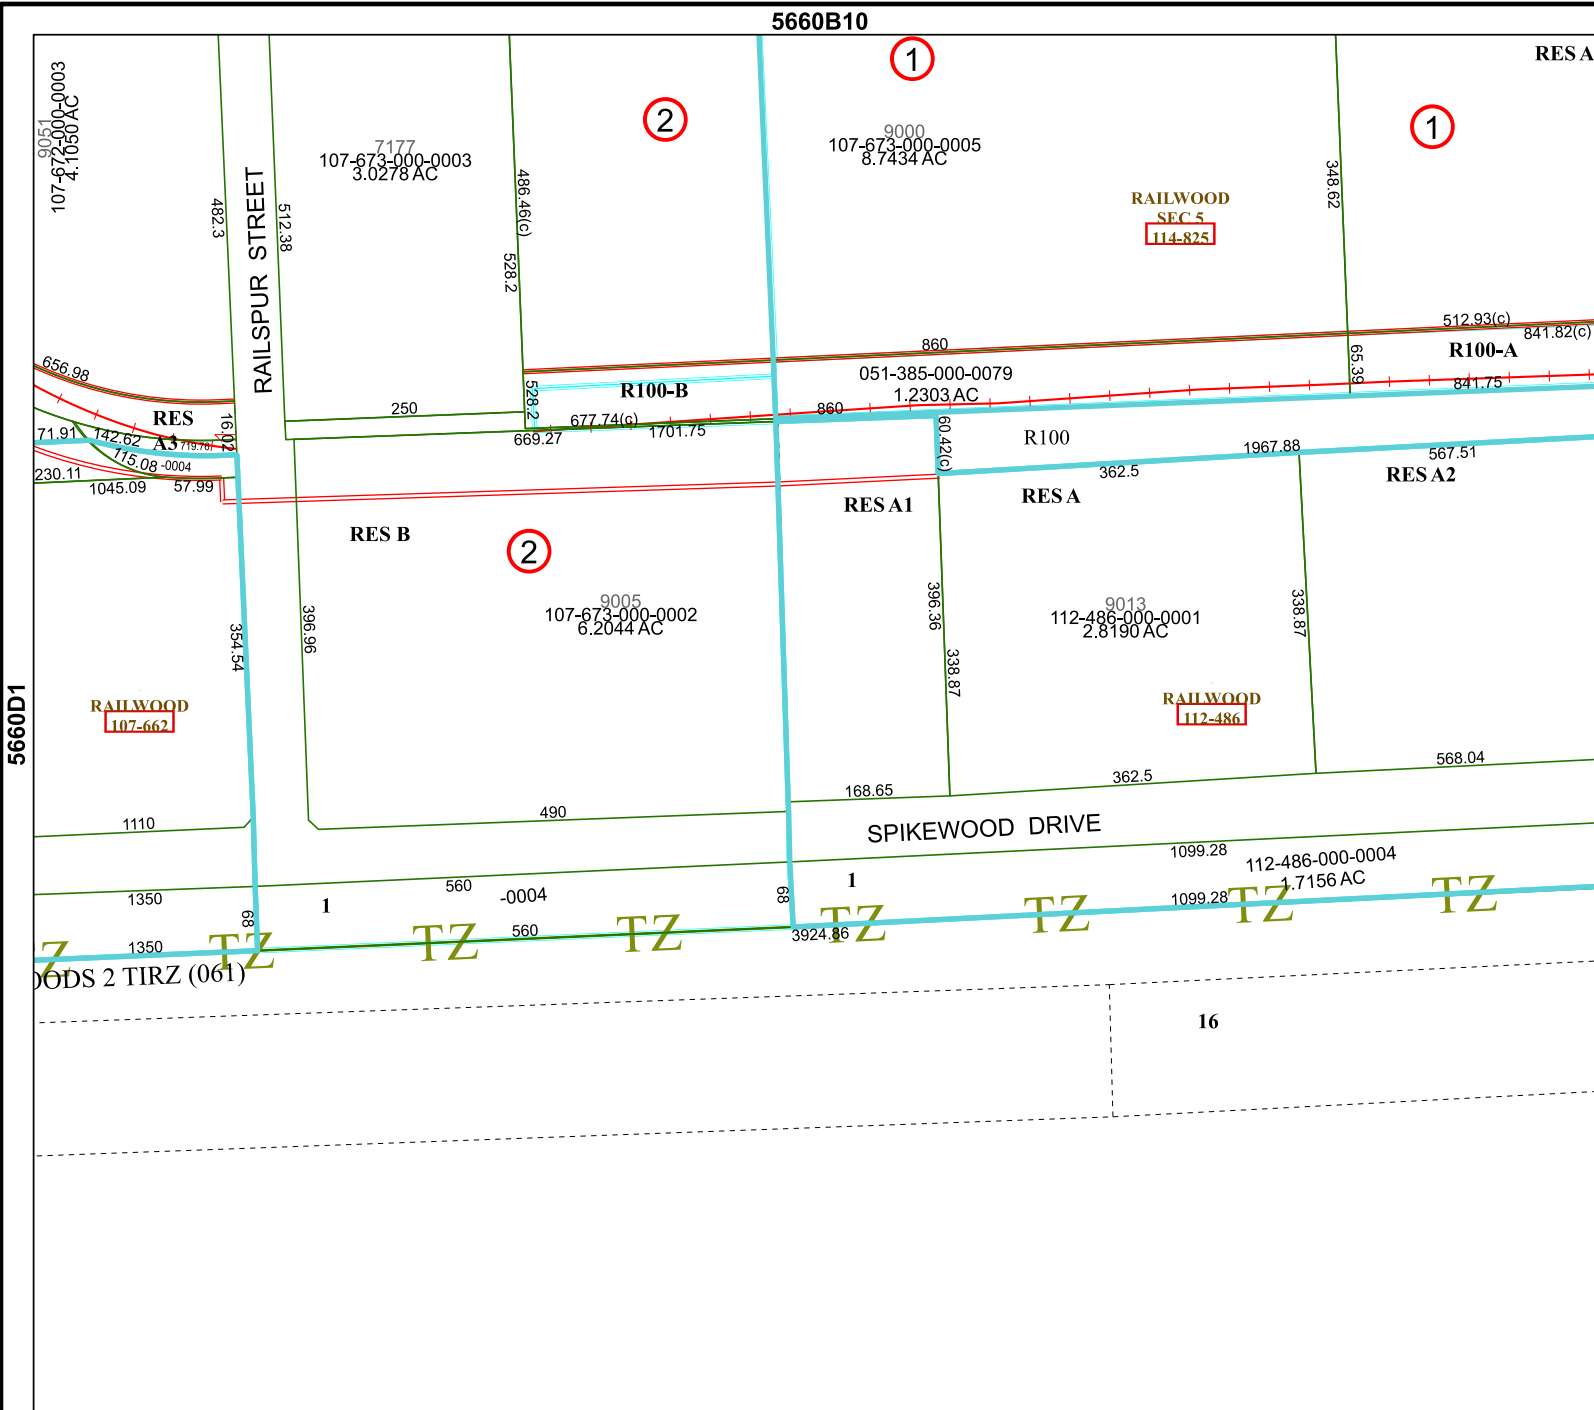 5660B10
RES A
1
2
1
9051
107-672-000-0003
4.1050 AC
7177
107-673-000-0003
3.0278 AC
9000
107-673-000-0005
8.7434 AC
RAILWOOD
SEC 5
114-825
482.3
RAILSPUR STREET
512.38
486.46(c)
528.2
348.62
512.93(c)
841.82(c)
860
R100-A
65.39
656.98
R100-B
528.2
051-385-000-0079
1.2303 AC
841.75
RES
A3
16.02
250
677.74(c)
860
71.91
142.62
719.76
669.27
1701.75
60.42(c)
R100
1967.88
567.51
115.08
-0004
230.11
1045.09
57.99
362.5
RES A2
RES A1
RES A
RES B
2
354.54
396.96
9005
107-673-000-0002
6.2044 AC
396.36
338.87
9013
112-486-000-0001
2.8190 AC
338.87
5660D1
RAILWOOD
107-662
RAILWOOD
112-486
568.04
362.5
168.65
490
1110
SPIKEWOOD DRIVE
1099.28
112-486-000-0004
1.7156 AC
1350
560
-0004
1
1
68
68
1099.28
TZ
TZ
TZ
TZ
TZ
TZ
TZ
1350
560
3924.86
OODS 2 TIRZ (061)
16